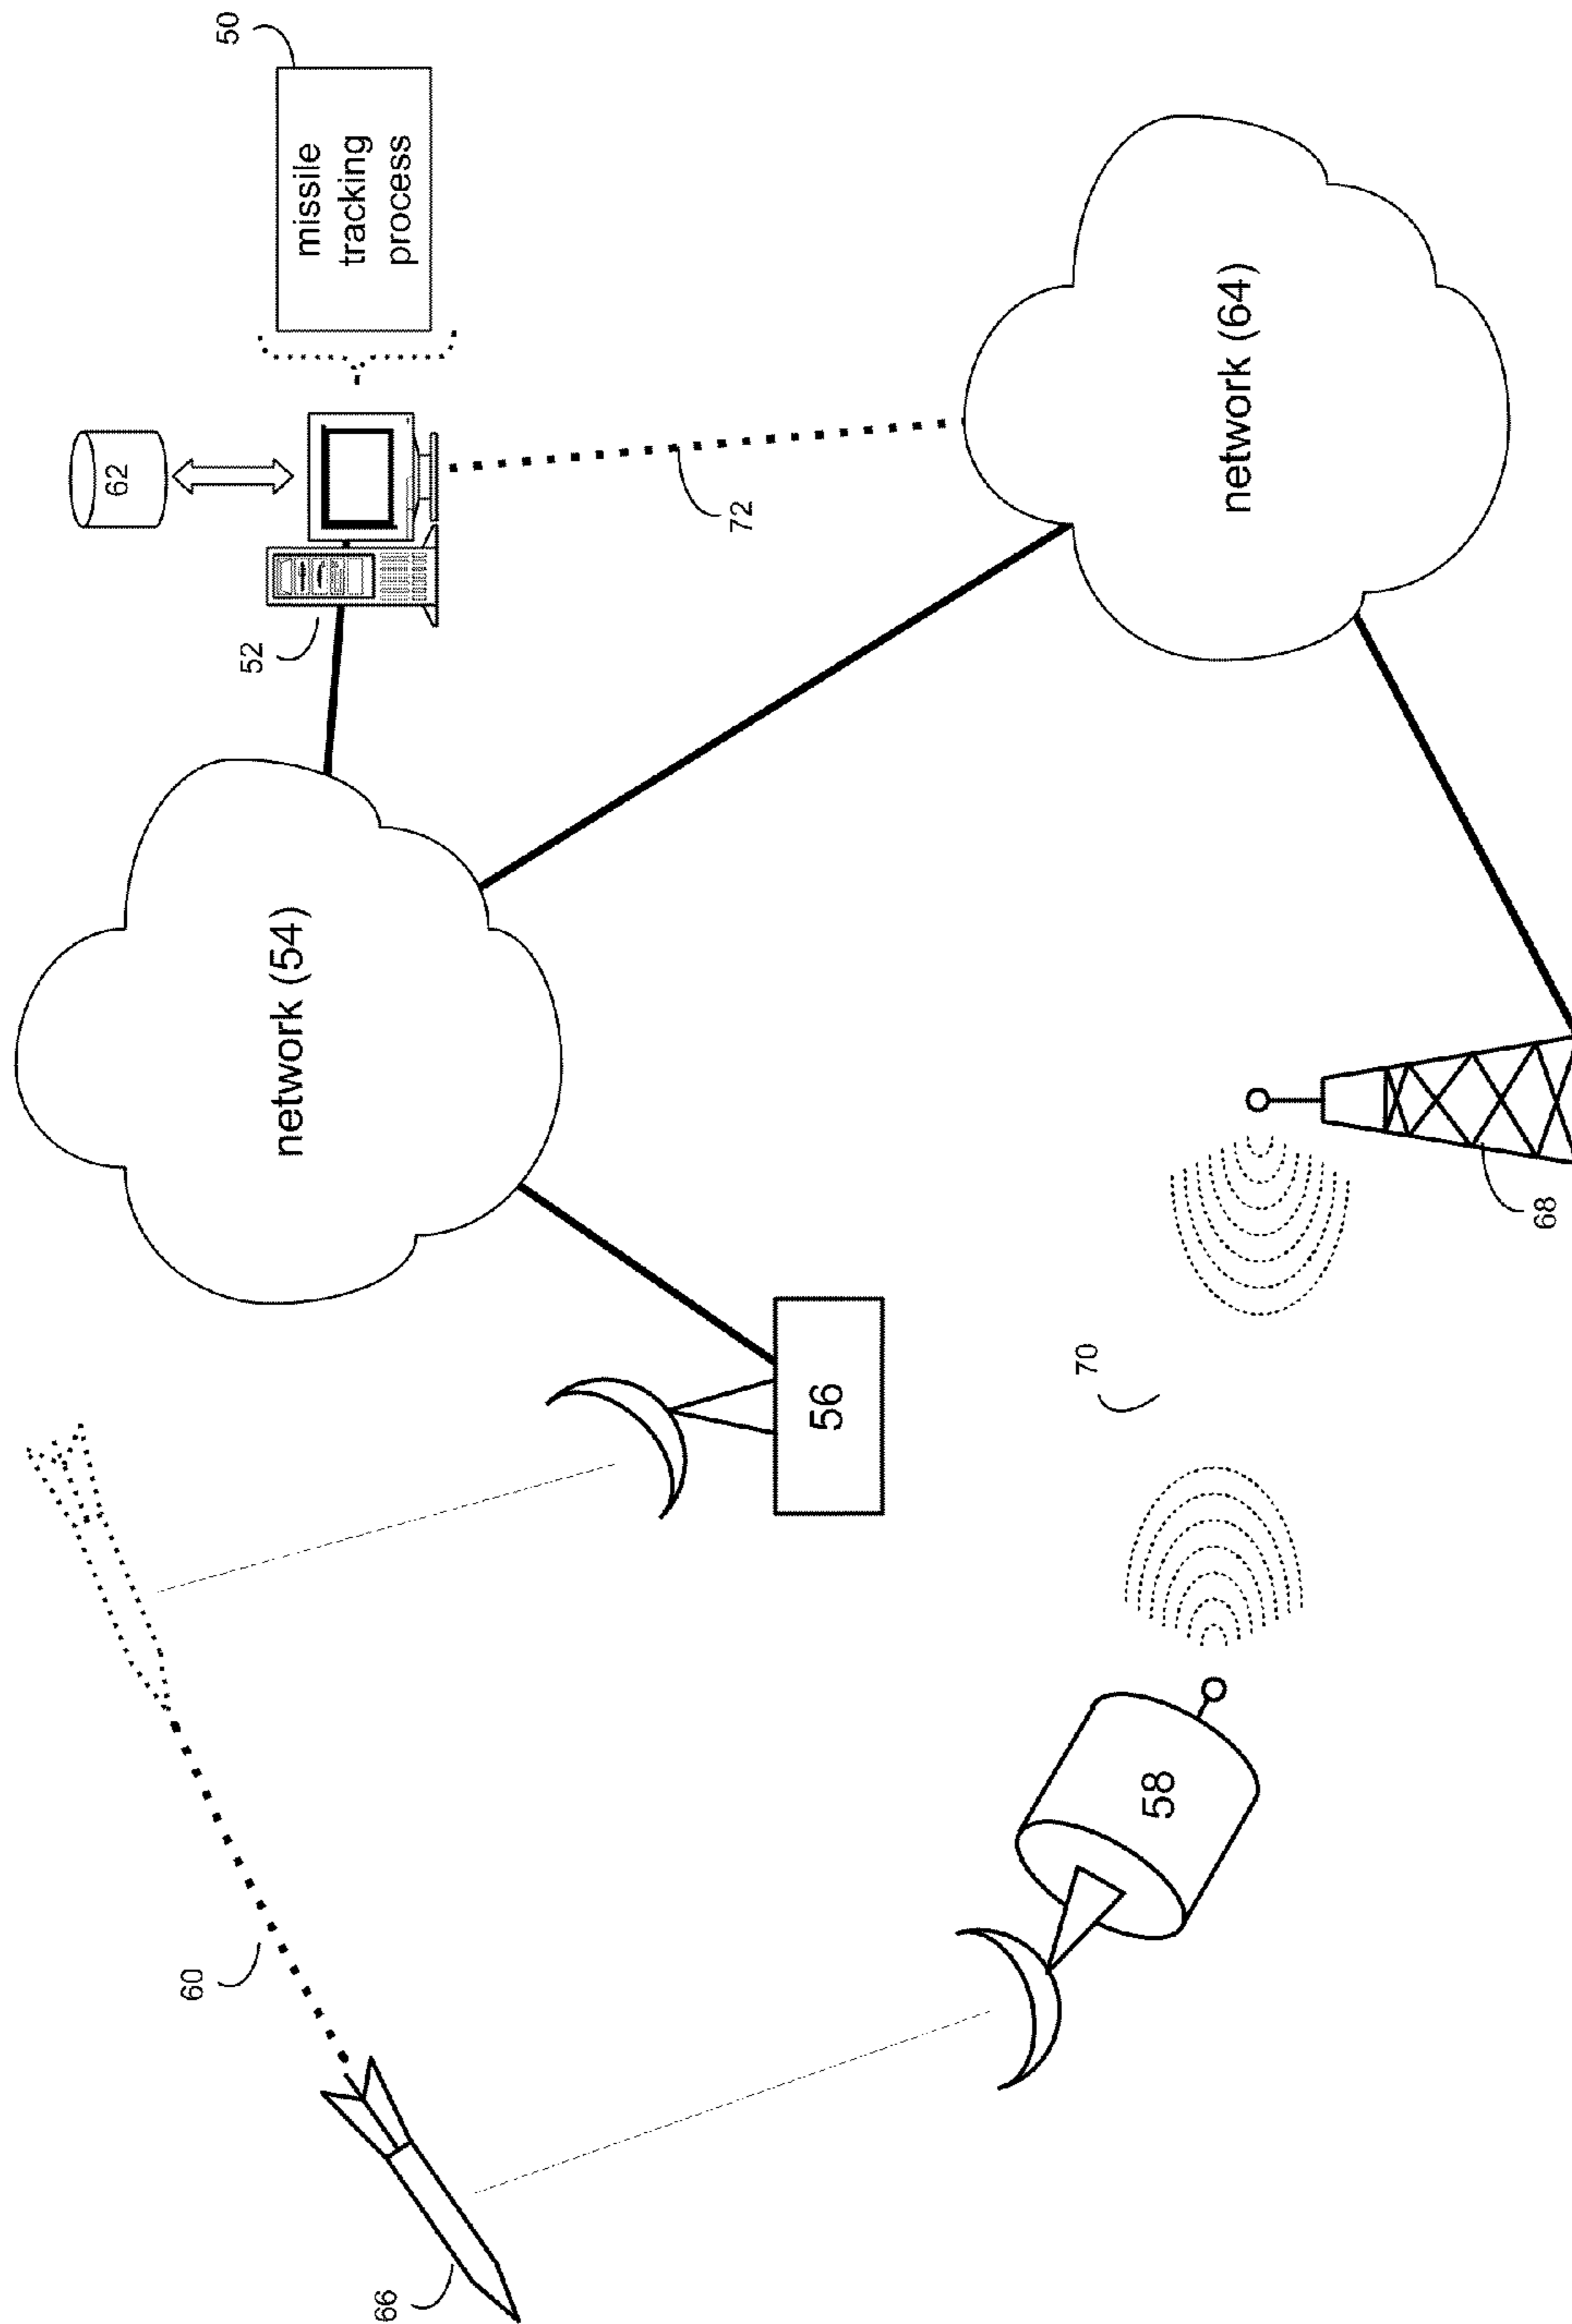 50
missile
tracking
process
62
52
72
network (54)
network (64)
60
66
56
70
58
68